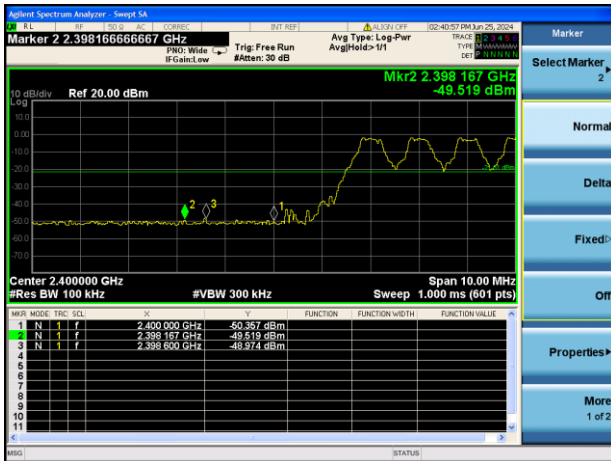 Agilent Spectrum Analyzer - Swept SA
RL RF 50 Ω AC CORREC INT REF ALIGN OFF 02:40:57 PM Jun 25, 2024
Marker 2 2.398166666667 GHz
PNO: Wide
IFGain:Low
Trig: Free Run
#Atten: 30 dB
Avg Type: Log-Pwr
Avg|Hold:>1/1
TRACE 1 2 3 4 5 6
TYPE M W W W W W
DET P N N N N N
Mkr2 2.398 167 GHz
-49.519 dBm
10 dB/div Ref 20.00 dBm
Log
10.0
0.00
-10.0
-20.0
-30.0
-40.0
-50.0
-60.0
-70.0
2
3
1
Center 2.400000 GHz Span 10.00 MHz
#Res BW 100 kHz #VBW 300 kHz Sweep 1.000 ms (601 pts)
MKR MODE TRC SCL X Y FUNCTION FUNCTION WIDTH FUNCTION VALUE
1 N 1 f 2.400 000 GHz -50.357 dBm
2 N 1 f 2.398 167 GHz -49.519 dBm
3 N 1 f 2.398 600 GHz -48.974 dBm
4
5
6
7
8
9
10
11
MSG STATUS
Marker
Select Marker
2
Normal
Delta
Fixed
Off
Properties
More
1 of 2